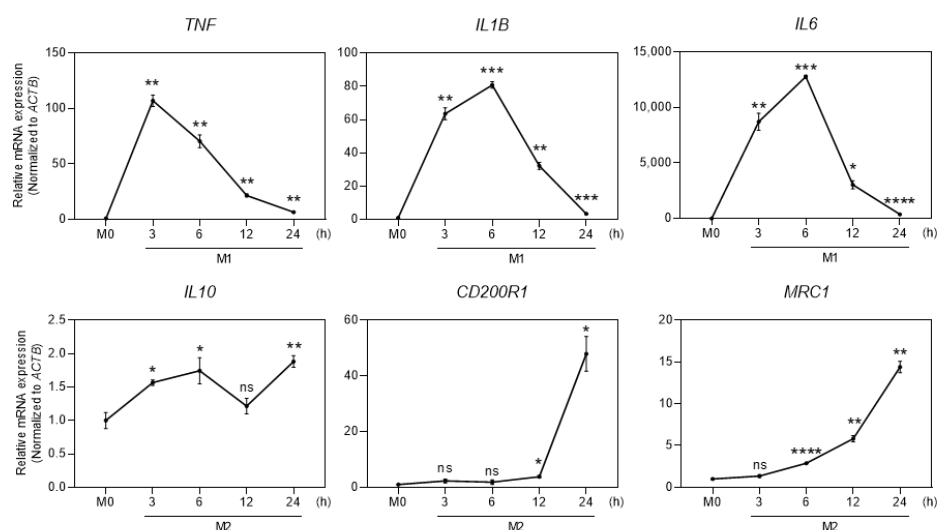 TNF
IL1B
IL6
Relative mRNA expression
(Normalized to ACTB)
150
100
50
0
**
**
**
**
M0 3 6 12 24 (h)
M1
100
80
60
40
20
0
**
***
**
***
M0 3 6 12 24 (h)
M1
15,000
10,000
5,000
0
**
***
*
****
M0 3 6 12 24 (h)
M1
IL10
CD200R1
MRC1
Relative mRNA expression
(Normalized to ACTB)
2.5
2.0
1.5
1.0
0.5
0.0
*
*
ns
**
M0 3 6 12 24 (h)
M2
60
40
20
0
ns
ns
*
*
M0 3 6 12 24 (h)
M2
20
15
10
5
0
ns
****
**
**
M0 3 6 12 24 (h)
M2